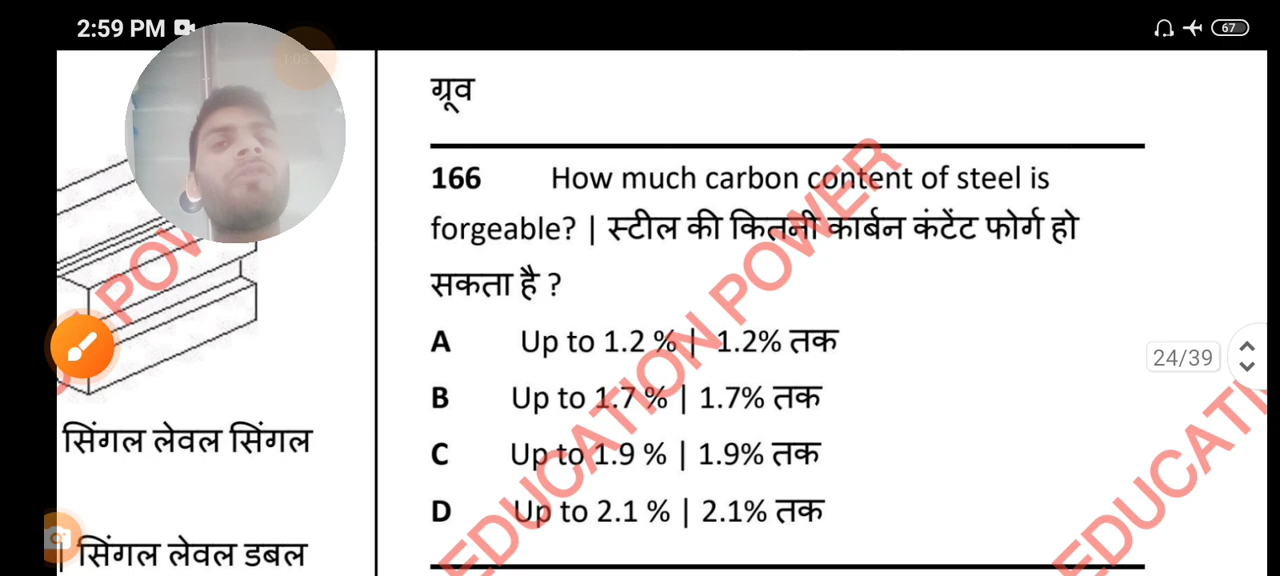 2:59 PM
67
1:03
ग्रूव
166 How much carbon content of steel is
forgeable? | स्टील की कितनी कार्बन कंटेंट फोर्ग हो
सकता है ?
A Up to 1.2 % | 1.2% तक
B Up to 1.7 % | 1.7% तक
C Up to 1.9 % | 1.9% तक
D Up to 2.1 % | 2.1% तक
24/39
सिंगल लेवल सिंगल
सिंगल लेवल डबल
POW
EDUCATION POWER
EDUCATI